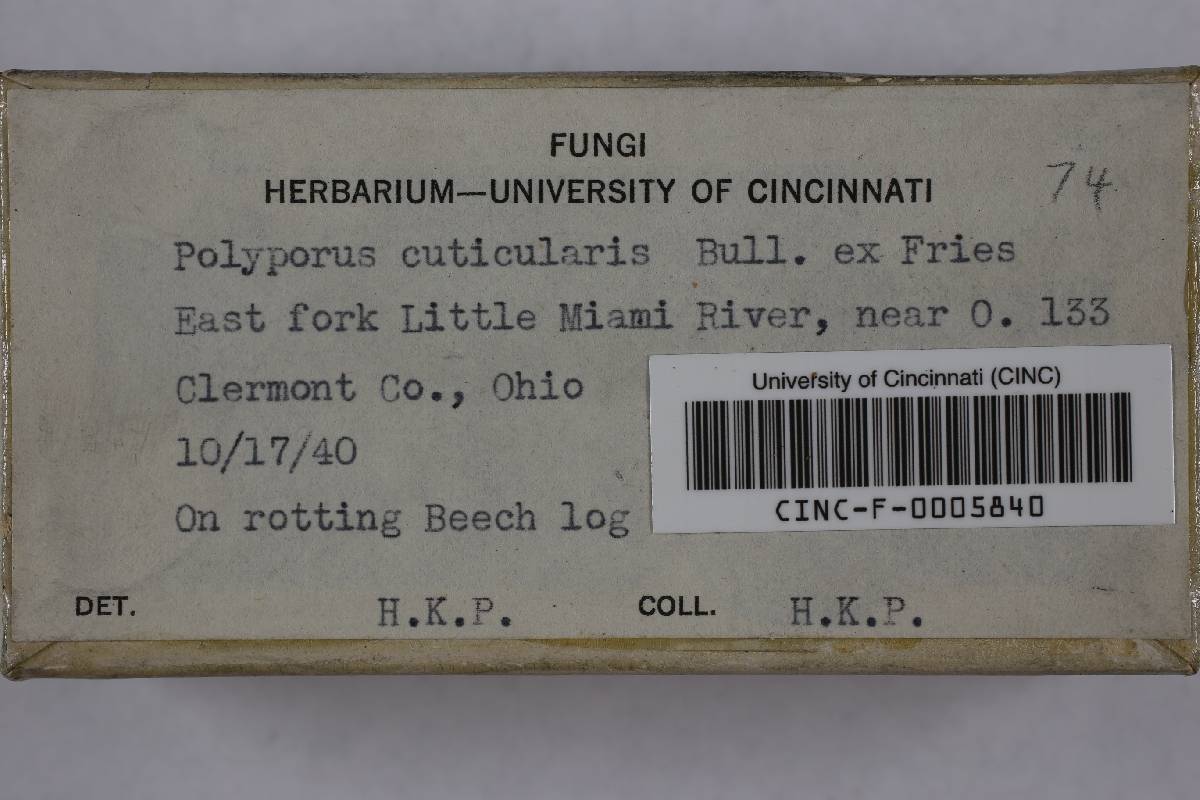 FUNGI
HERBARIUM—UNIVERSITY OF CINCINNATI
74
Polyporus cuticularis Bull. ex Fries
East fork Little Miami River, near O. 133
Clermont Co., Ohio
10/17/40
On rotting Beech log
University of Cincinnati (CINC)
CINC-F-0005840
DET. H.K.P. COLL. H.K.P.